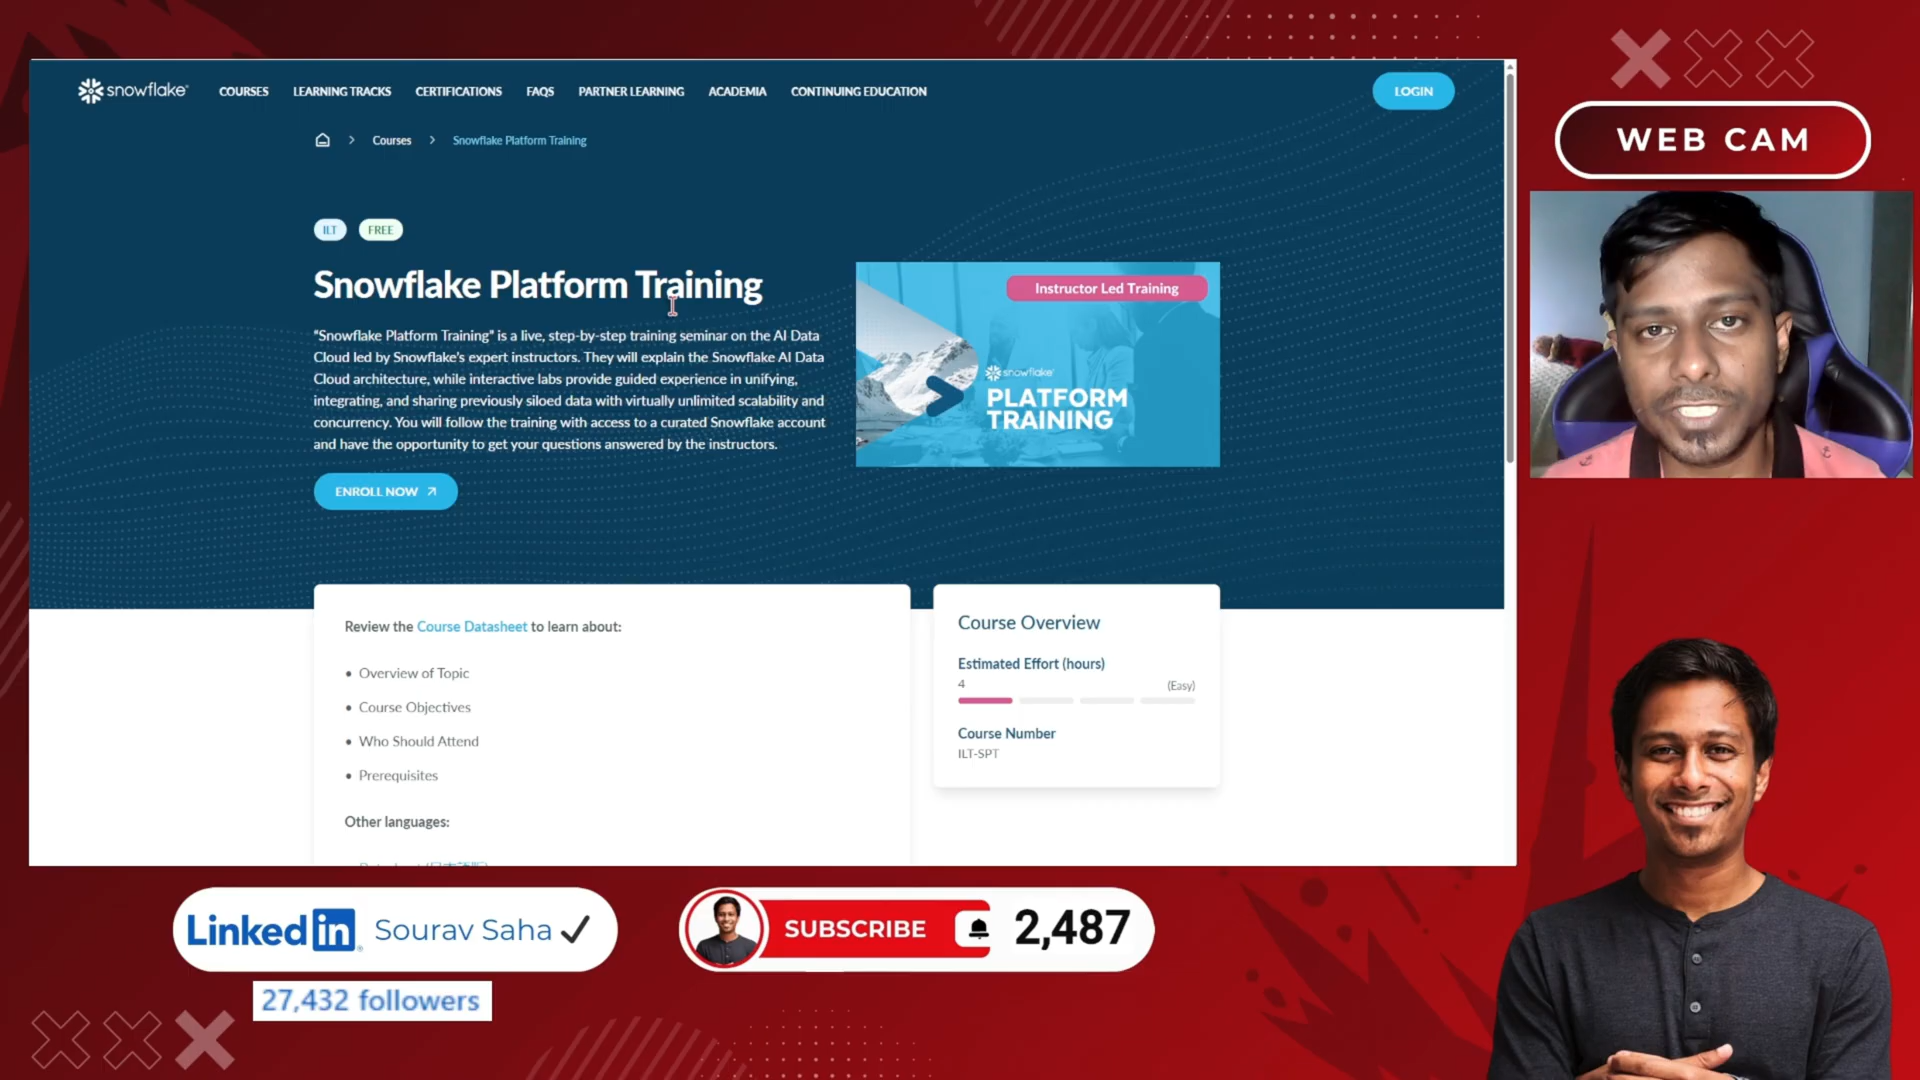 snowflake
COURSES
LEARNING TRACKS
CERTIFICATIONS
FAQS
PARTNER LEARNING
ACADEMIA
CONTINUING EDUCATION
LOGIN
Courses
Snowflake Platform Training
ILT
FREE
Snowflake Platform Training
"Snowflake Platform Training" is a live, step-by-step training seminar on the AI Data
Cloud led by Snowflake's expert instructors. They will explain the Snowflake AI Data
Cloud architecture, while interactive labs provide guided experience in unifying,
integrating, and sharing previously siloed data with virtually unlimited scalability and
concurrency. You will follow the training with access to a curated Snowflake account
and have the opportunity to get your questions answered by the instructors.
ENROLL NOW
Instructor Led Training
snowflake
PLATFORM
TRAINING
Review the Course Datasheet to learn about:
• Overview of Topic
• Course Objectives
• Who Should Attend
• Prerequisites
Other languages:
Course Overview
Estimated Effort (hours)
4
(Easy)
Course Number
ILT-SPT
WEB CAM
Linked in Sourav Saha
27,432 followers
SUBSCRIBE
2,487